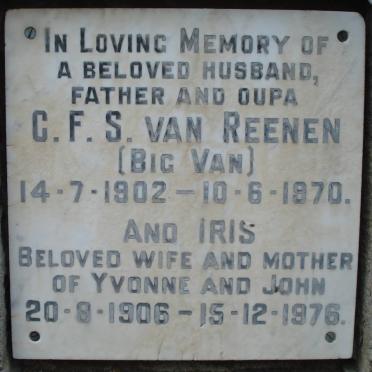 IN LOVING MEMORY OF
A BELOVED HUSBAND,
FATHER AND OUPA
C. F. S. VAN REENEN
(BIG VAN)
14-7-1902 — 10-6-1970.
AND IRIS
BELOVED WIFE AND MOTHER
OF YVONNE AND JOHN
20-8-1906 — 15-12-1976.